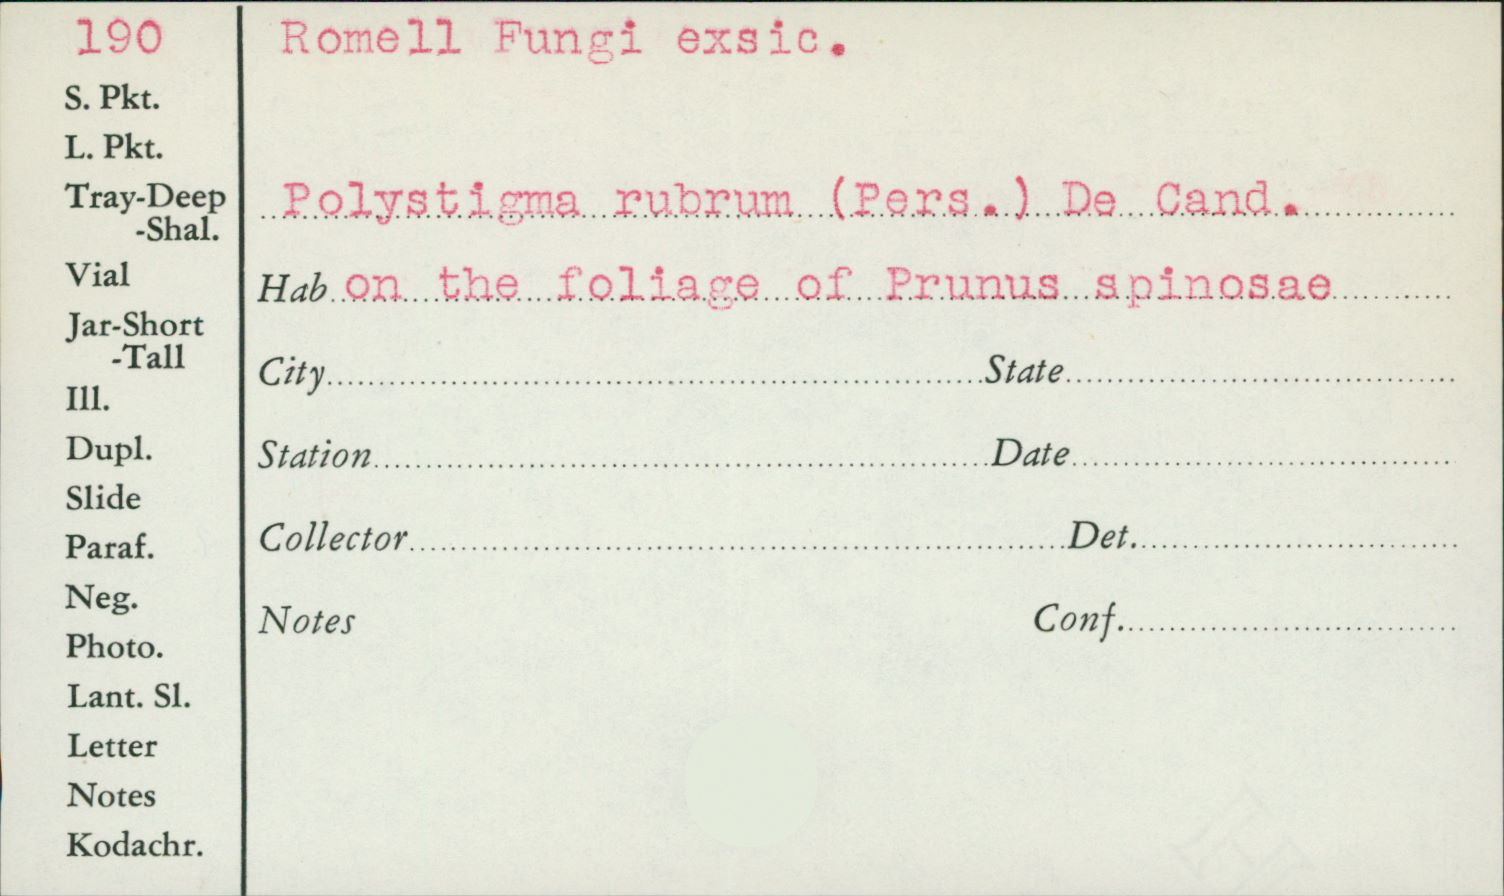 190 Romell Fungi exsic.
S. Pkt.
L. Pkt.
Tray-Deep
-Shal.
Vial
Jar-Short
-Tall
Ill.
Dupl.
Slide
Paraf.
Neg.
Photo.
Lant. Sl.
Letter
Notes
Kodachr.
Polystigma rubrum (Pers.) De Cand.
Hab on the foliage of Prunus spinosae
City State
Station Date
Collector Det.
Notes Conf.